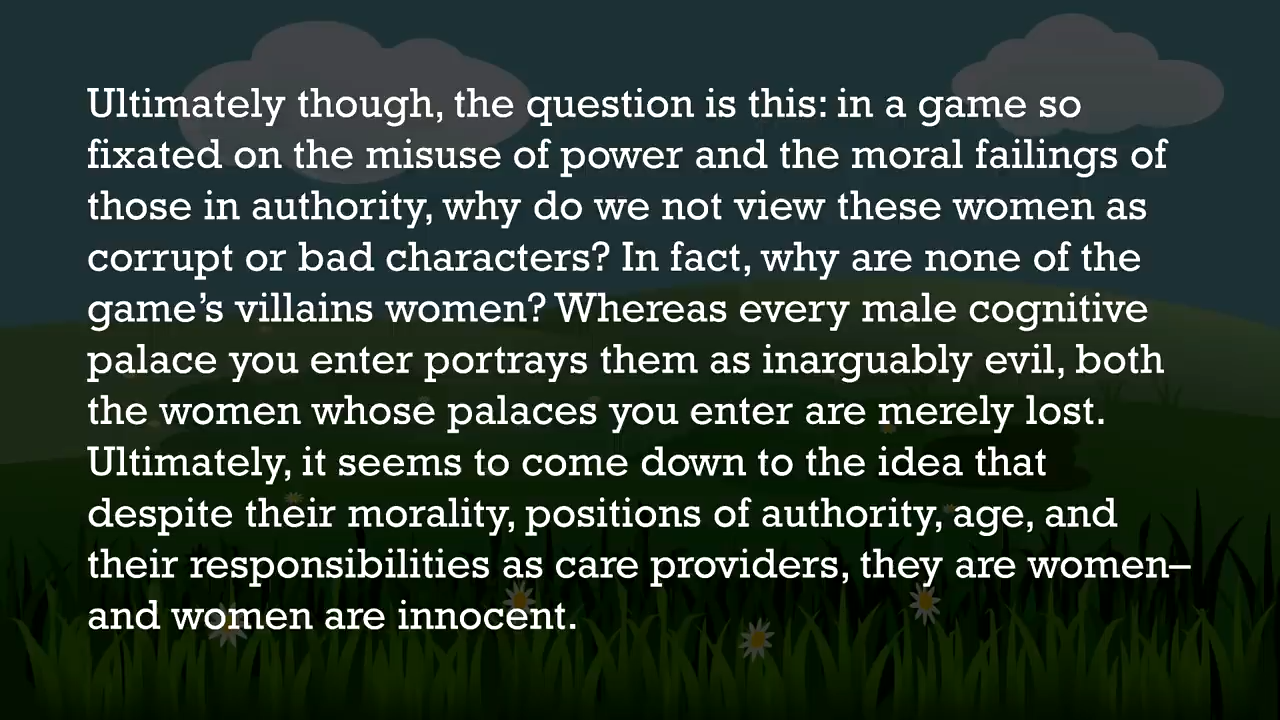 Ultimately though, the question is this: in a game so
fixated on the misuse of power and the moral failings of
those in authority, why do we not view these women as
corrupt or bad characters? In fact, why are none of the
game’s villains women? Whereas every male cognitive
palace you enter portrays them as inarguably evil, both
the women whose palaces you enter are merely lost.
Ultimately, it seems to come down to the idea that
despite their morality, positions of authority, age, and
their responsibilities as care providers, they are women–
and women are innocent.